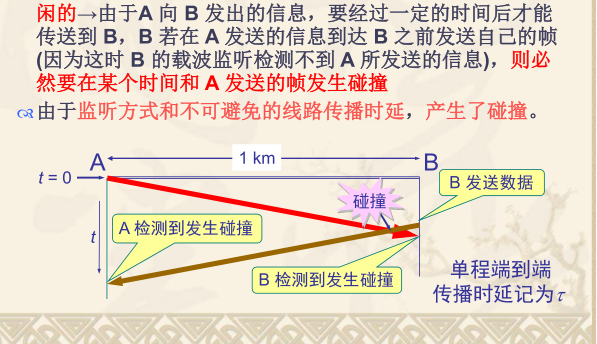 闲的→由于A 向 B 发出的信息，要经过一定的时间后才能
传送到 B，B 若在 A 发送的信息到达 B 之前发送自己的帧
(因为这时 B 的载波监听检测不到 A 所发送的信息)，则必
然要在某个时间和 A 发送的帧发生碰撞
由于监听方式和不可避免的线路传播时延，产生了碰撞。
A
1 km
B
t = 0
B 发送数据
碰撞
A 检测到发生碰撞
t
B 检测到发生碰撞
单程端到端
传播时延记为τ